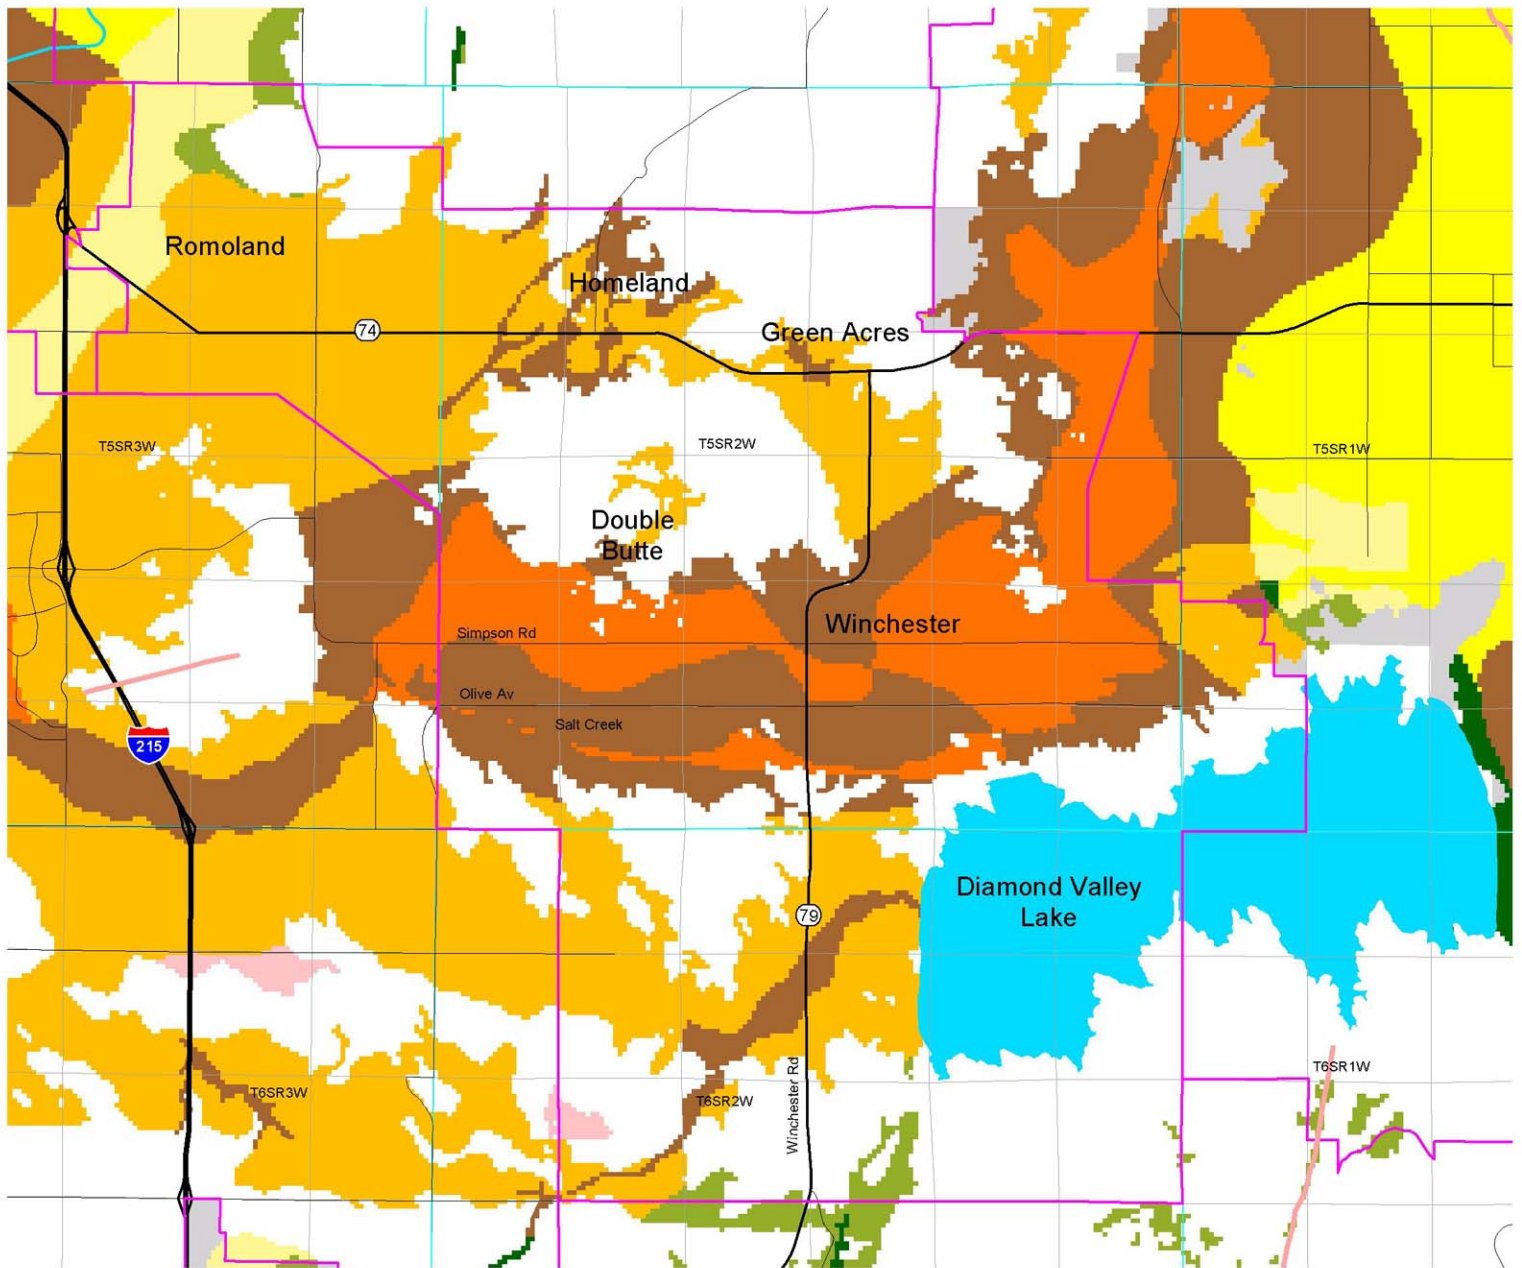 Romoland
Homeland
74
Green Acres
T5SR3W
T5SR2W
T5SR1W
Double
Butte
Winchester
Simpson Rd
Olive Av
Salt Creek
215
Diamond Valley
Lake
79
Winchester Rd
T6SR3W
T6SR2W
T6SR1W